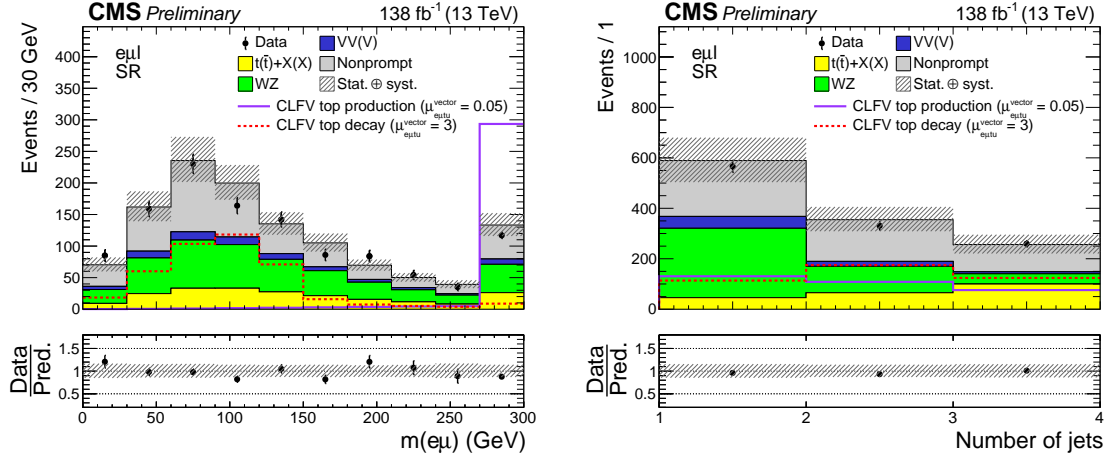 CMS Preliminary 138 fb⁻¹ (13 TeV)
Events / 30 GeV
eμl
SR
Data
VV(V)
t(t̄)+X(X)
Nonprompt
WZ
Stat. ⊕ syst.
CLFV top production (μ^vector_eμtu = 0.05)
CLFV top decay (μ^vector_eμtu = 3)
400
350
300
250
200
150
100
50
0
Data
Pred.
1.5
1
0.5
0 50 100 150 200 250 300
m(eμ) (GeV)
CMS Preliminary 138 fb⁻¹ (13 TeV)
Events / 1
eμl
SR
Data
VV(V)
t(t̄)+X(X)
Nonprompt
WZ
Stat. ⊕ syst.
CLFV top production (μ^vector_eμtu = 0.05)
CLFV top decay (μ^vector_eμtu = 3)
1000
800
600
400
200
0
Data
Pred.
1.5
1
0.5
1 2 3 4
Number of jets